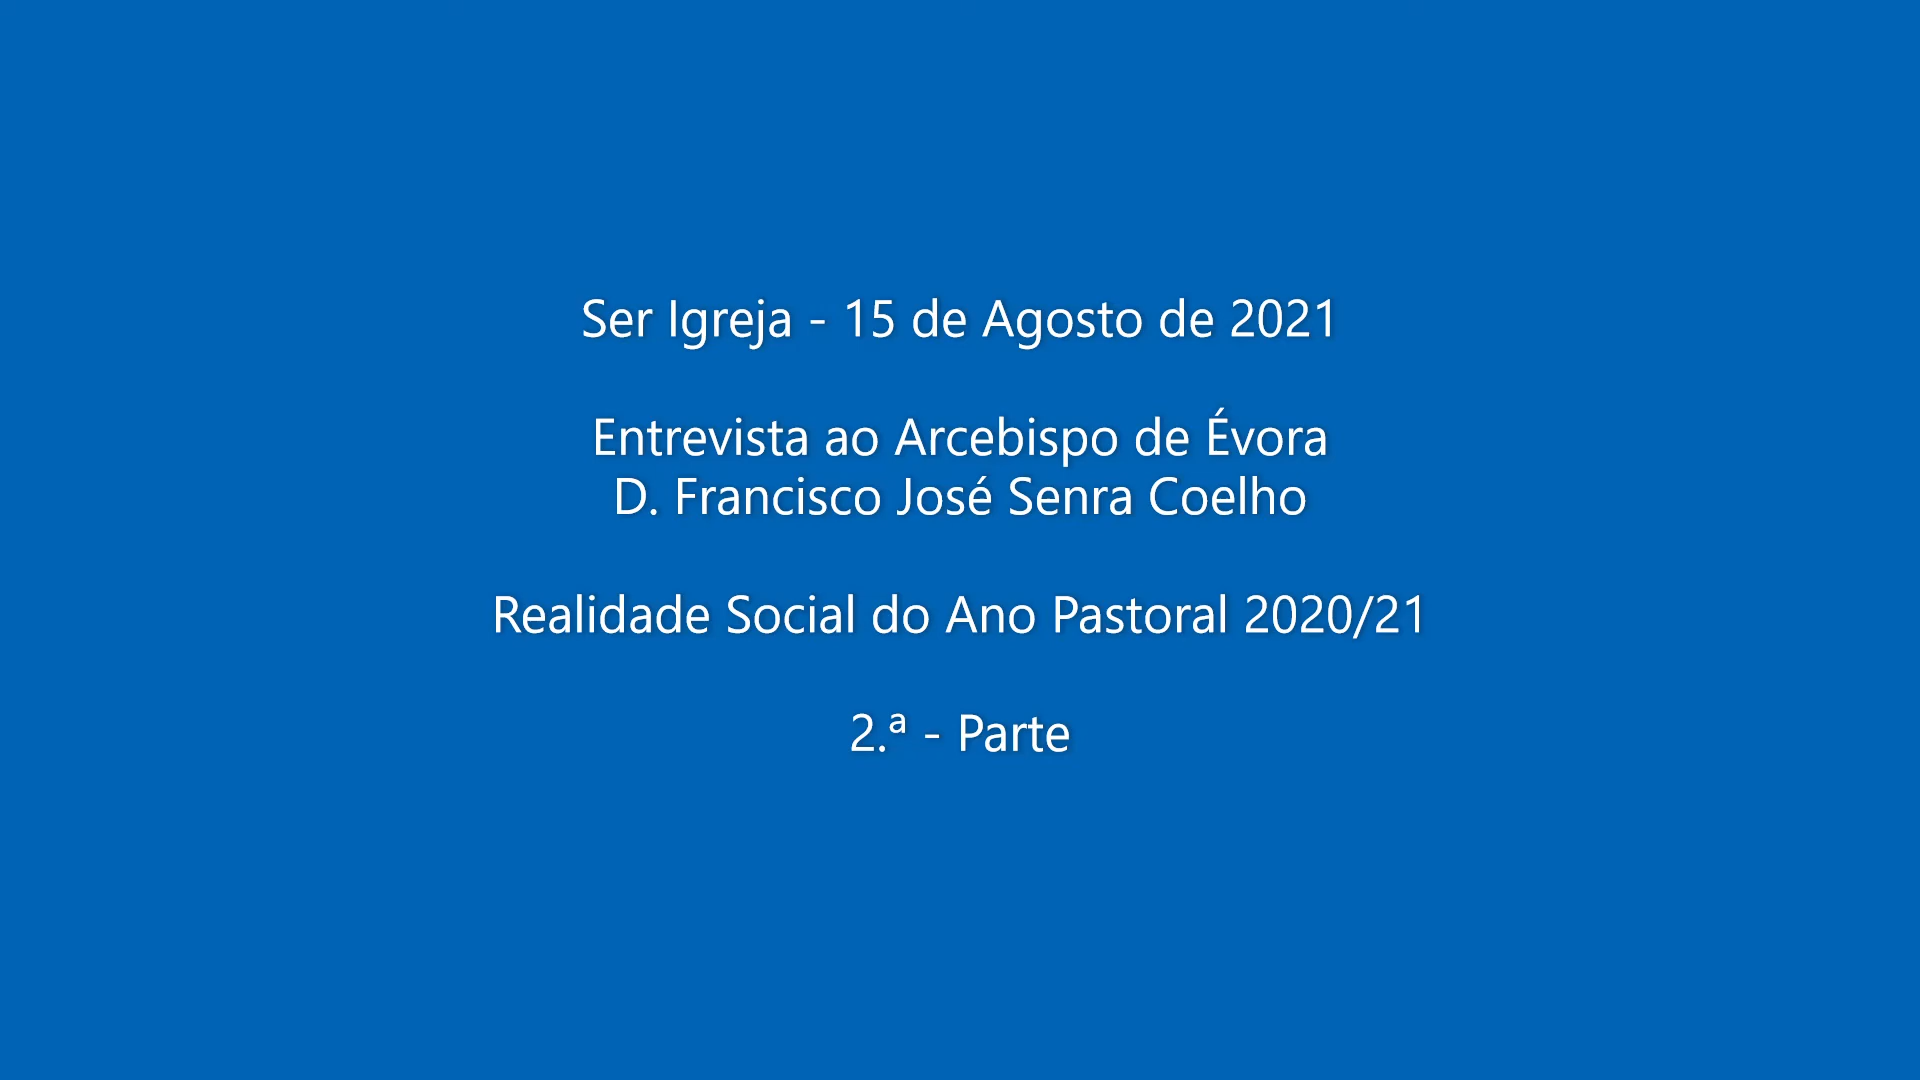 Ser Igreja - 15 de Agosto de 2021
Entrevista ao Arcebispo de Évora
D. Francisco José Senra Coelho
Realidade Social do Ano Pastoral 2020/21
2.ª - Parte